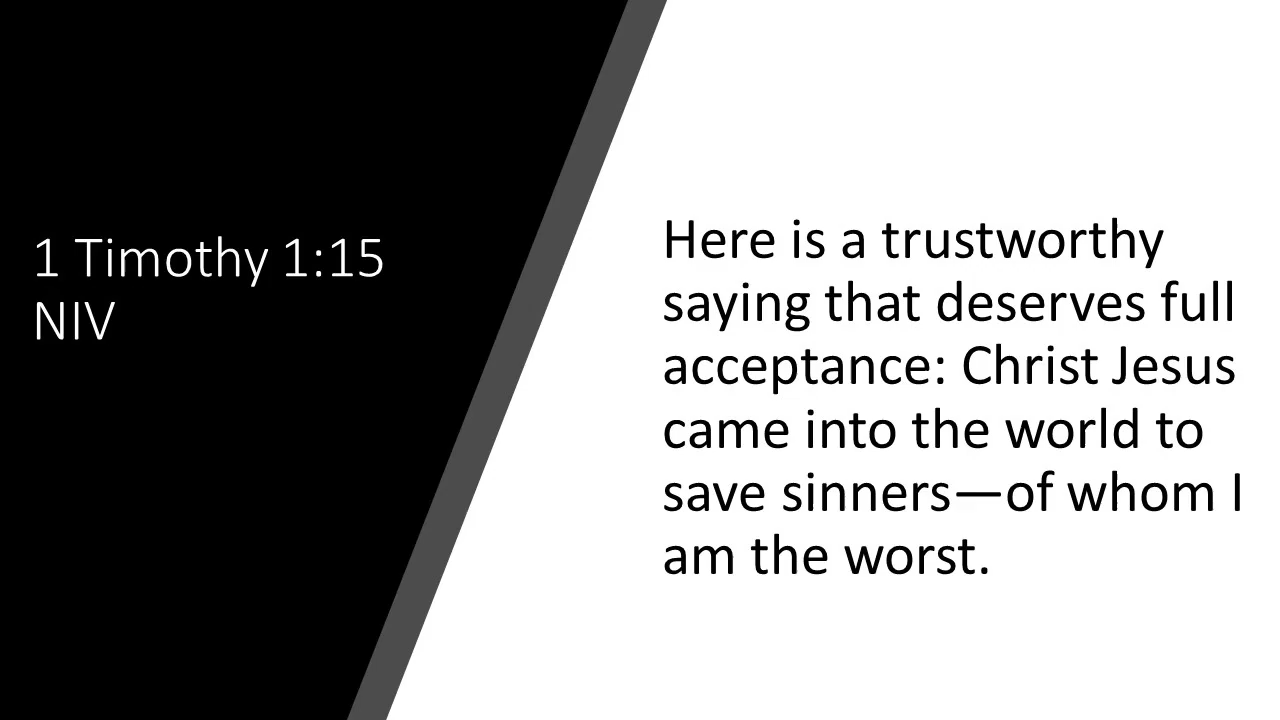 1 Timothy 1:15
NIV
Here is a trustworthy
saying that deserves full
acceptance: Christ Jesus
came into the world to
save sinners—of whom I
am the worst.